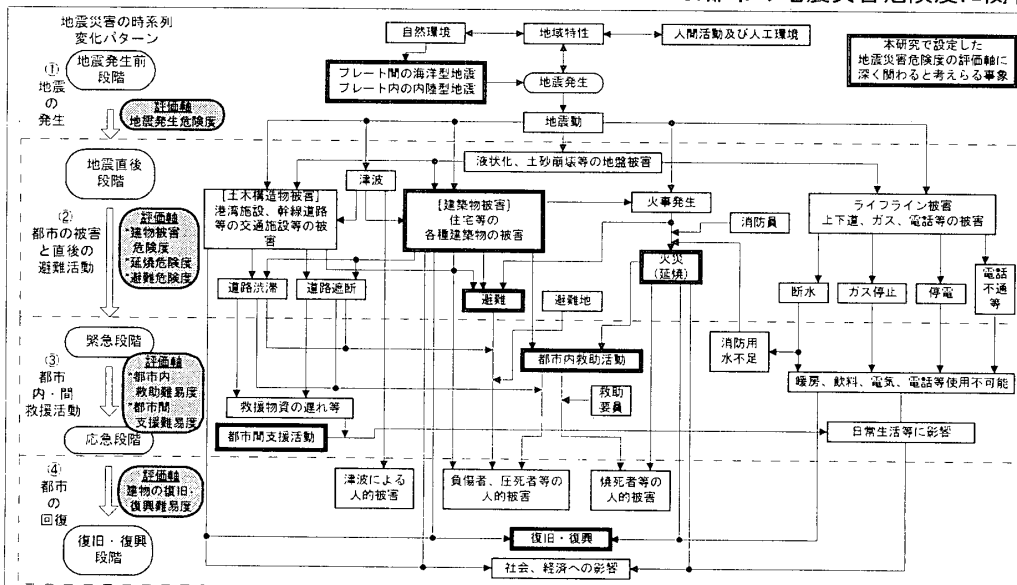 地震災害の時系列
変化パターン
地震発生前
段階
①
地震
の
発生
評価軸
地震発生危険度
地震直後
段階
②
都市の被害
と直後の
避難活動
評価軸
*建物被害
危険度
*延焼危険度
*避難危険度
緊急段階
③
都市
内・間
救援活動
評価軸
*都市内
救助難易度
*都市間
支援難易度
応急段階
④
都市
の
回復
評価軸
建物の復旧・
復興難易度
復旧・復興
段階
自然環境
地域特性
人間活動及び人工環境
本研究で設定した
地震災害危険度の評価軸に
深く関わると考えらる事象
プレート間の海洋型地震
プレート内の内陸型地震
地震発生
地震動
液状化、土砂崩壊等の地盤被害
津波
[土木構造物被害]
港湾施設、幹線道路
等の交通施設等の被
害
[建築物被害]
住宅等の
各種建築物の被害
火事発生
消防員
ライフライン被害
上下道、ガス、電話等の被害
火災
(延焼)
道路渋滞
道路遮断
避難
避難地
断水
ガス停止
停電
電話
不通
等
都市内救助活動
消防用
水不足
救助
要員
暖房、飲料、電気、電話等使用不可能
救援物資の遅れ等
都市間支援活動
日常生活等に影響
津波による
人的被害
負傷者、圧死者等の
人的被害
焼死者等の
人的被害
復旧・復興
社会、経済への影響